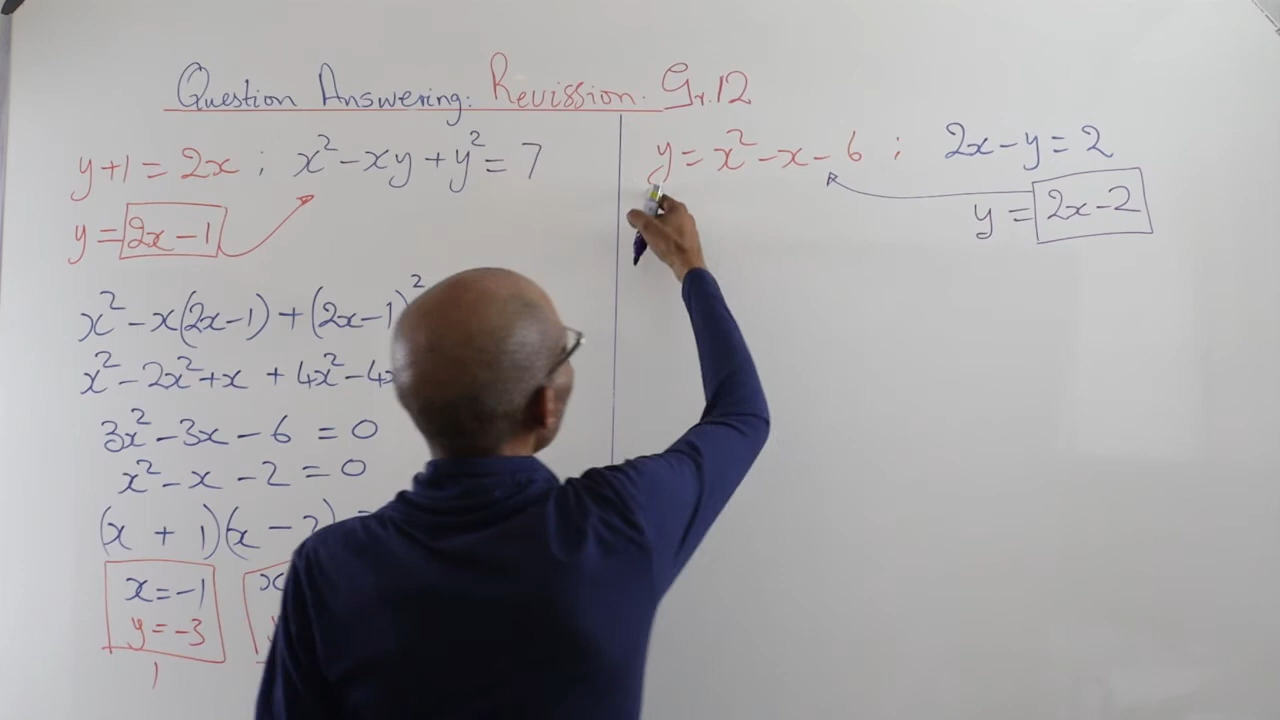 Question Answering: Revission. Gr.12
y+1 = 2x ; x² - xy + y² = 7
y = 2x - 1
x² - x(2x-1) + (2x-1)²
x² - 2x² + x + 4x² - 4x
3x² - 3x - 6 = 0
x² - x - 2 = 0
(x + 1)(x - 2)
x = -1
y = -3
1
y = x² - x - 6 ; 2x - y = 2
y = 2x - 2